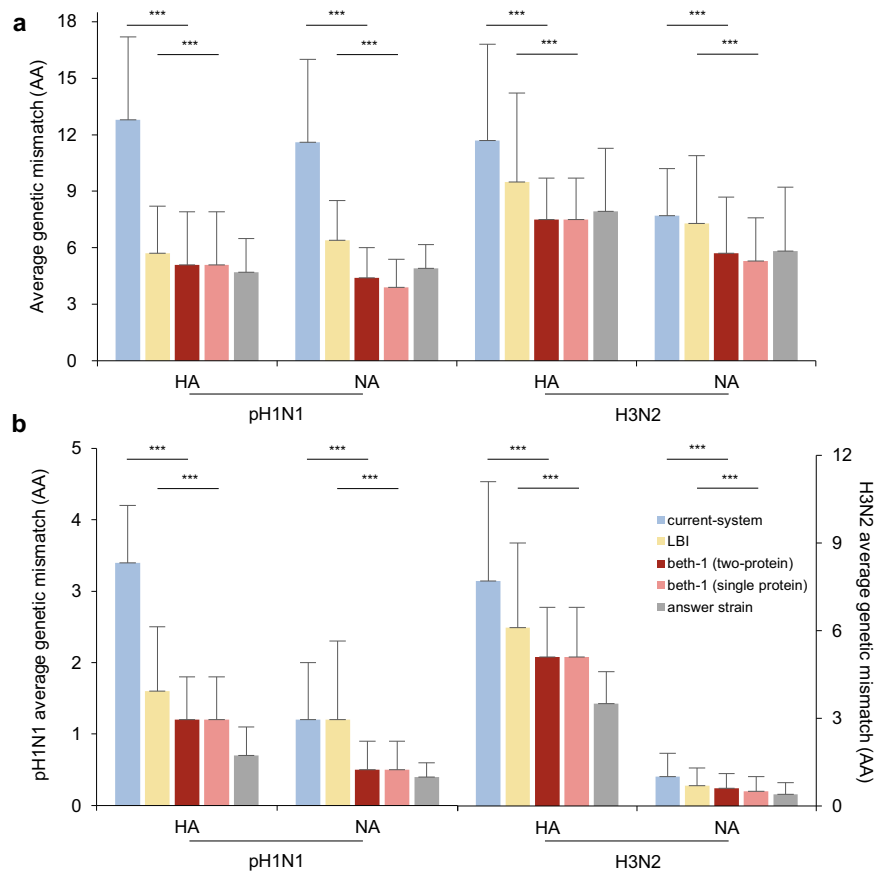 a
Average genetic mismatch (AA)
18
15
12
9
6
3
0
*** *** *** ***
*** *** *** ***
HA NA HA NA
pH1N1 H3N2
b
pH1N1 average genetic mismatch (AA)
5
4
3
2
1
0
*** *** *** ***
*** *** *** ***
current-system
LBI
beth-1 (two-protein)
beth-1 (single protein)
answer strain
12
9
6
3
0
H3N2 average genetic mismatch (AA)
HA NA HA NA
pH1N1 H3N2